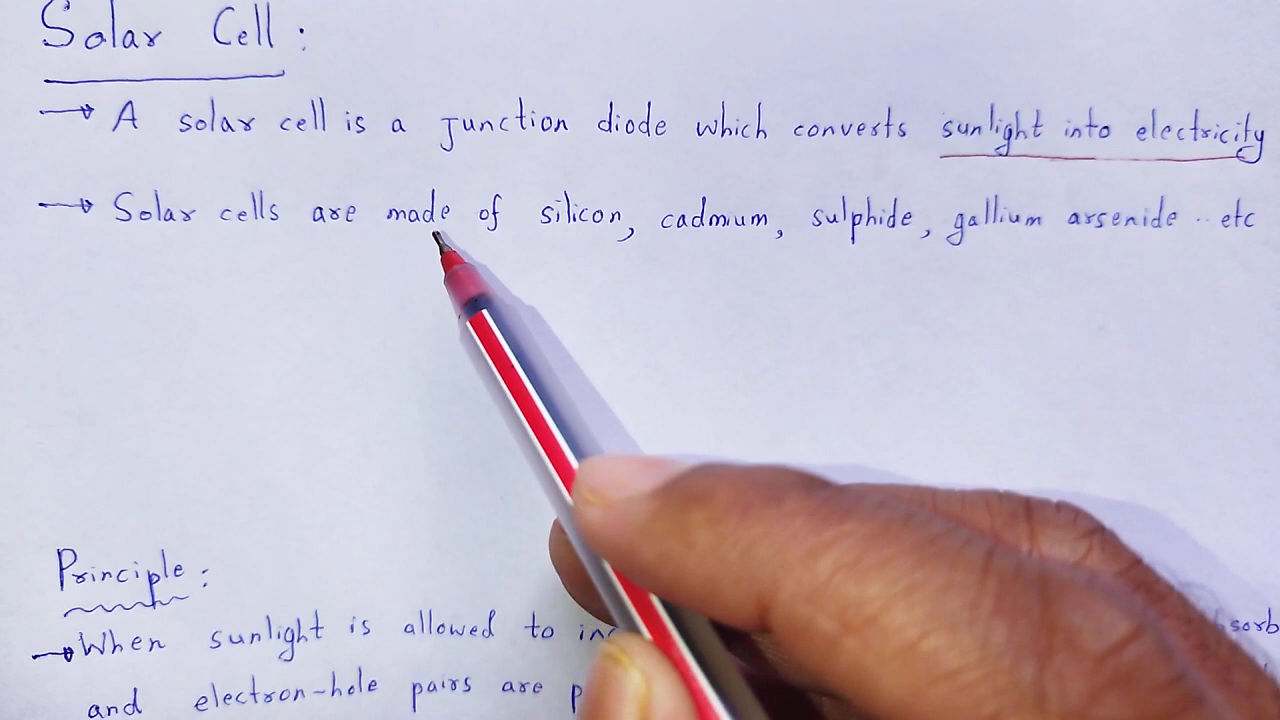 Solar Cell :
→ A solar cell is a Junction diode which converts sunlight into electricity
→ Solar cells are made of silicon, cadmium, sulphide, gallium arsenide .. etc
Principle :
→ When sunlight is allowed to
and electron-hole pairs are